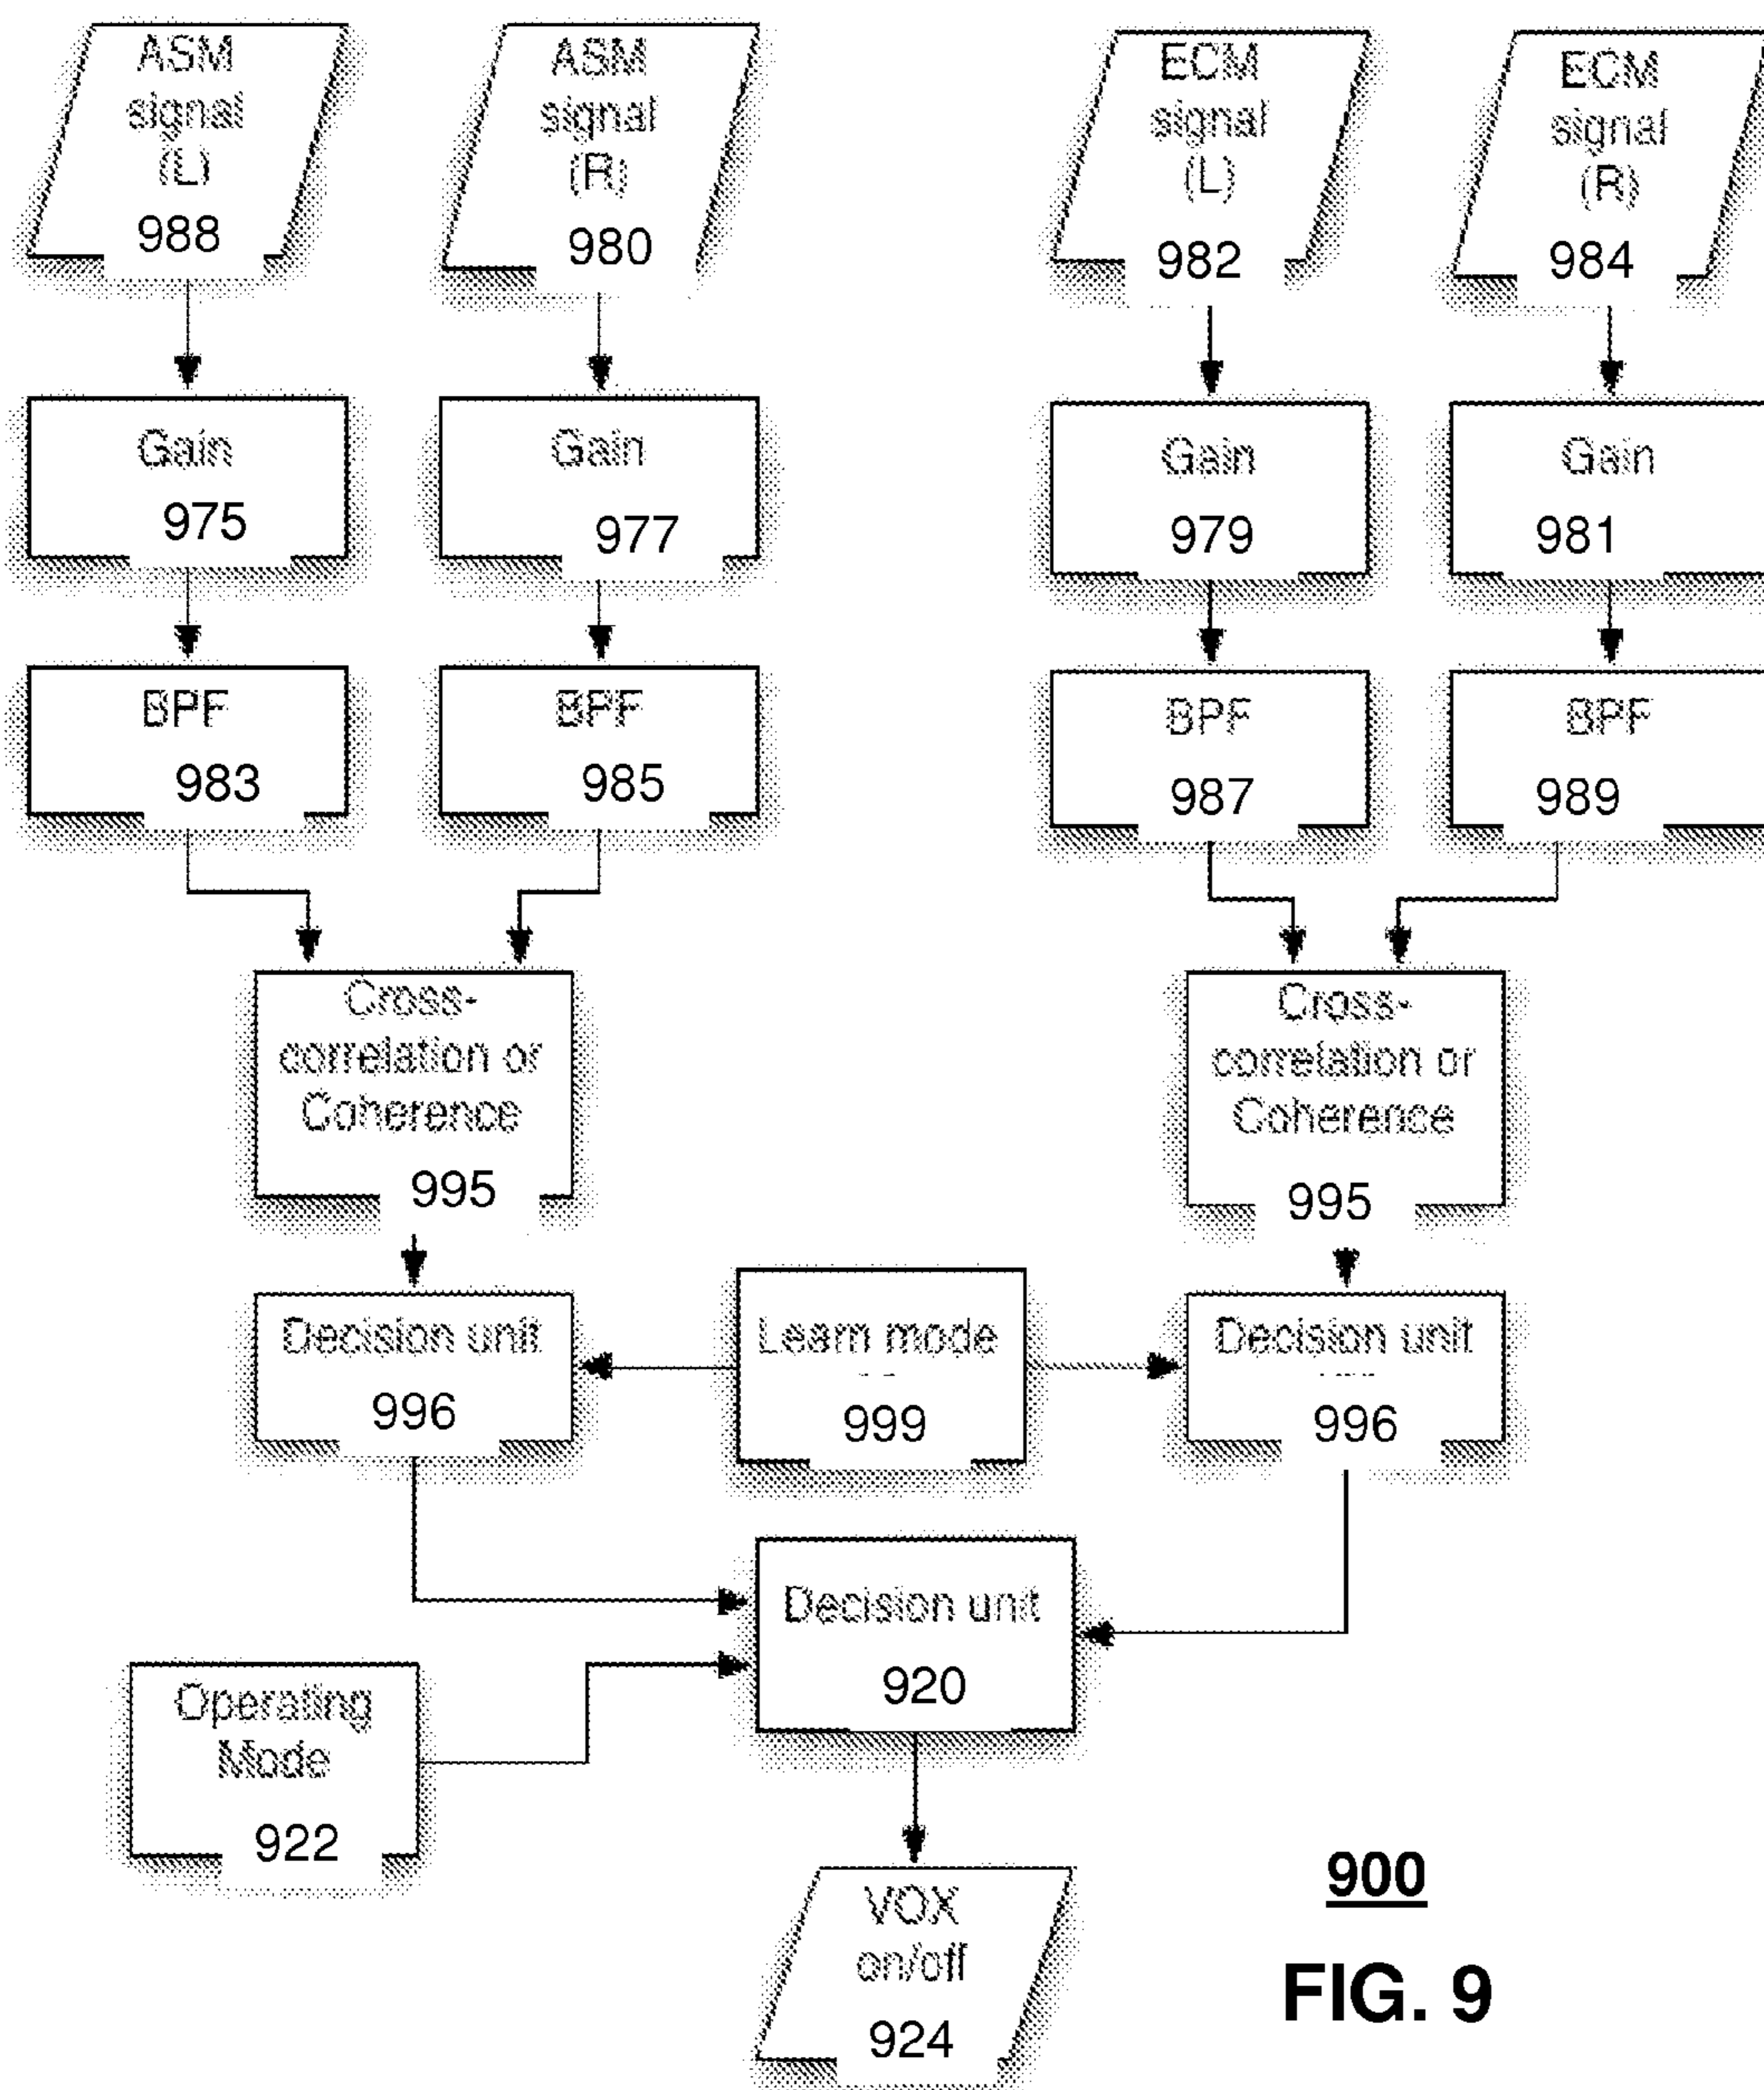 ASM
signal
(L)
988
ASM
signal
(R)
980
ECM
signal
(L)
982
ECM
signal
(R)
984
Gain
975
Gain
977
Gain
979
Gain
981
BPF
983
BPF
985
BPF
987
BPF
989
Cross-
correlation or
Coherence
995
Cross-
correlation or
Coherence
995
Decision unit
996
Learn mode
999
Decision unit
996
Decision unit
920
Operating
Mode
922
VOX
on/off
924
900
FIG. 9